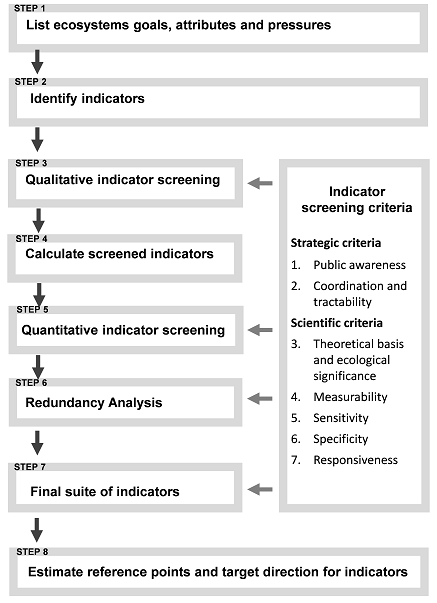 STEP 1
List ecosystems goals, attributes and pressures
STEP 2
Identify indicators
STEP 3
Qualitative indicator screening
STEP 4
Calculate screened indicators
STEP 5
Quantitative indicator screening
STEP 6
Redundancy Analysis
STEP 7
Final suite of indicators
STEP 8
Estimate reference points and target direction for indicators
Indicator
screening criteria
Strategic criteria
1. Public awareness
2. Coordination and
tractability
Scientific criteria
3. Theoretical basis
and ecological
significance
4. Measurability
5. Sensitivity
6. Specificity
7. Responsiveness